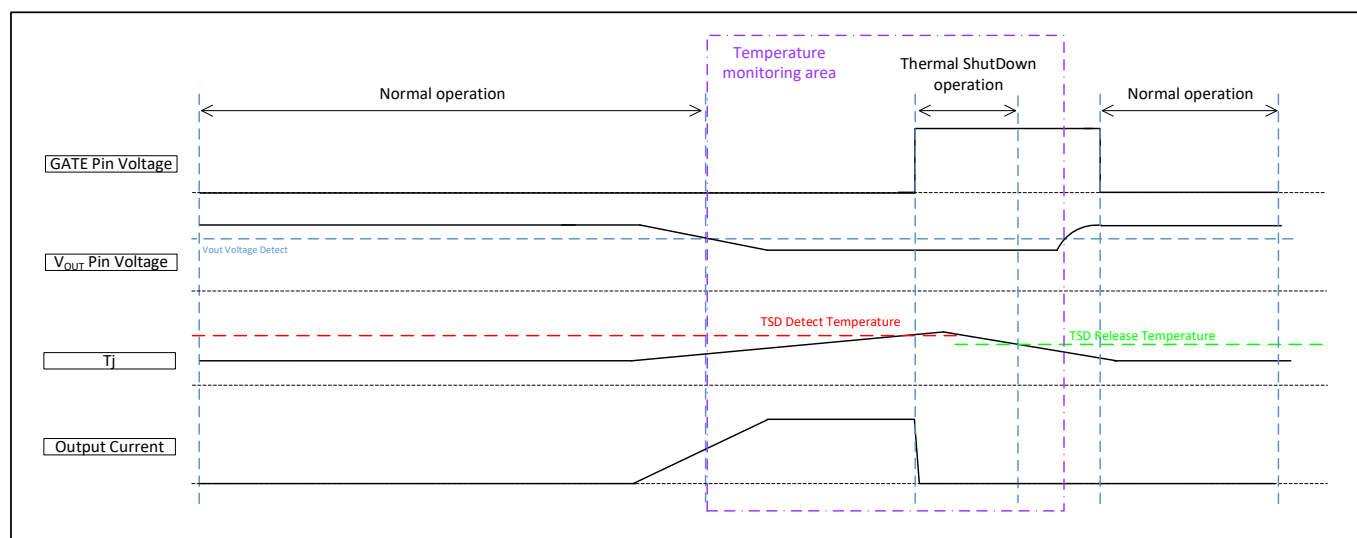 Temperature
monitoring area
Thermal ShutDown
operation
Normal operation
Normal operation
GATE Pin Voltage
Vout Voltage Detect
VOUT Pin Voltage
TSD Detect Temperature
TSD Release Temperature
Tj
Output Current